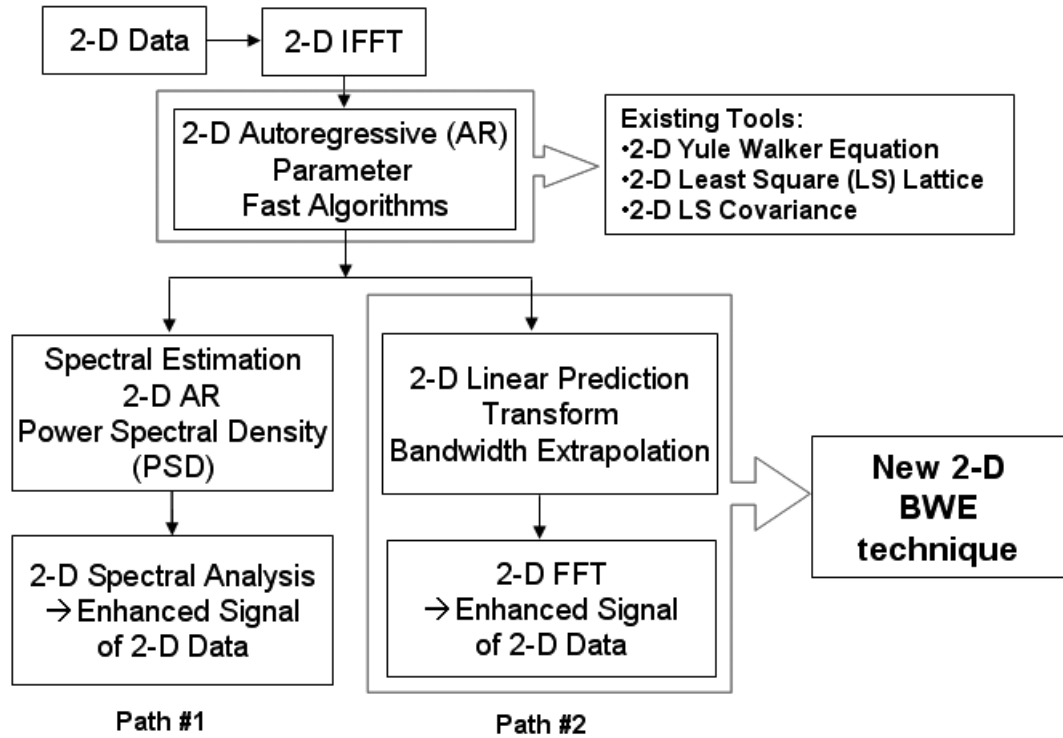 2-D Data
2-D IFFT
2-D Autoregressive (AR)
Parameter
Fast Algorithms
Existing Tools:
•2-D Yule Walker Equation
•2-D Least Square (LS) Lattice
•2-D LS Covariance
Spectral Estimation
2-D AR
Power Spectral Density
(PSD)
2-D Linear Prediction
Transform
Bandwidth Extrapolation
New 2-D
BWE
technique
2-D Spectral Analysis
→Enhanced Signal
of 2-D Data
2-D FFT
→Enhanced Signal
of 2-D Data
Path #1
Path #2